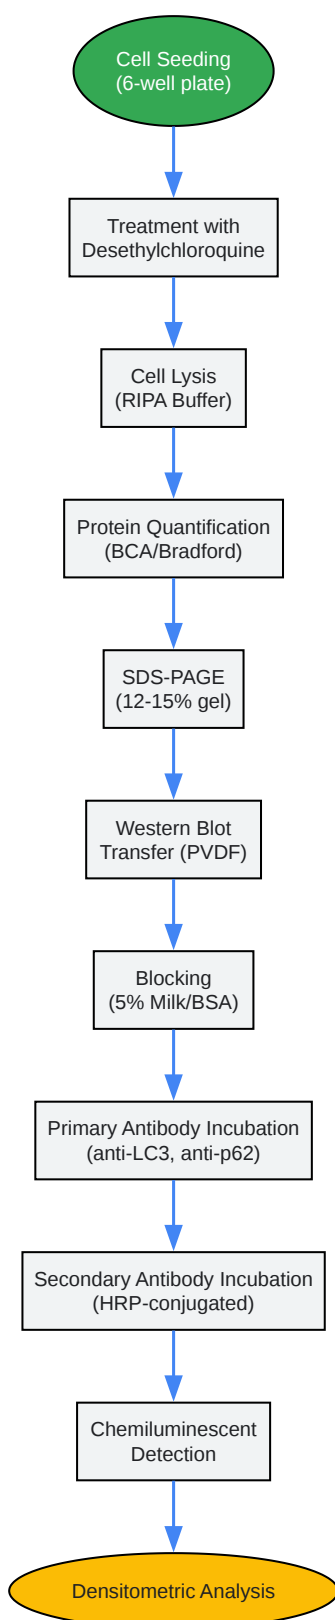 Cell Seeding
(6-well plate)
Treatment with
Desethylchloroquine
Cell Lysis
(RIPA Buffer)
Protein Quantification
(BCA/Bradford)
SDS-PAGE
(12-15% gel)
Western Blot
Transfer (PVDF)
Blocking
(5% Milk/BSA)
Primary Antibody Incubation
(anti-LC3, anti-p62)
Secondary Antibody Incubation
(HRP-conjugated)
Chemiluminescent
Detection
Densitometric Analysis